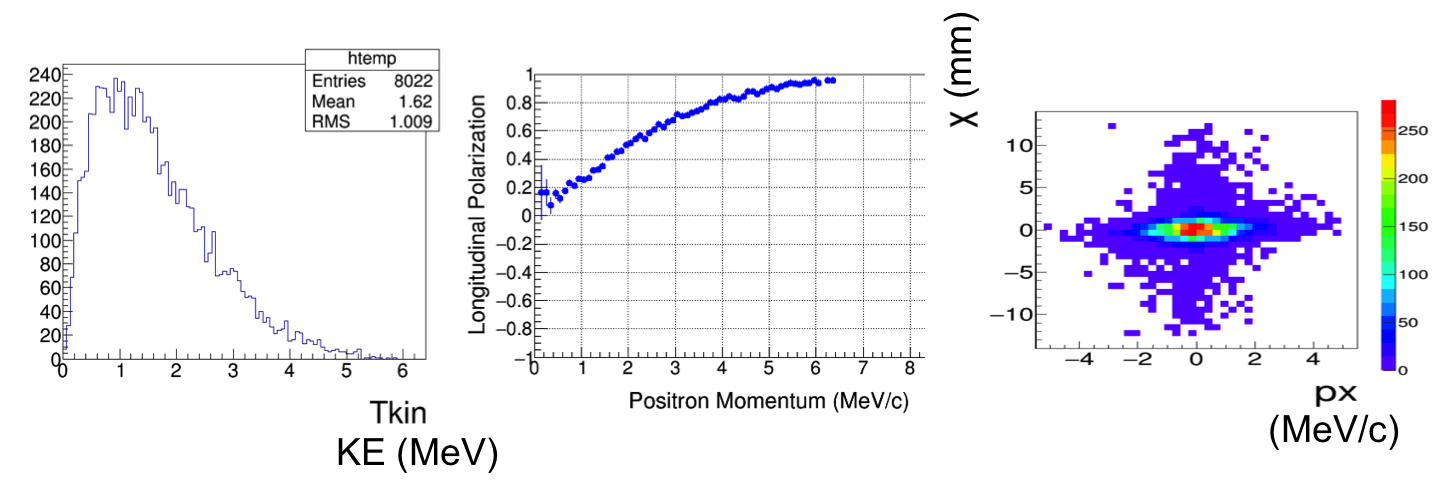 htemp
Entries 8022
Mean 1.62
RMS 1.009
240
220
200
180
160
140
120
100
80
60
40
20
0
0 1 2 3 4 5 6
Tkin
KE (MeV)
Longitudinal Polarization
1
0.8
0.6
0.4
0.2
0
−0.2
−0.4
−0.6
−0.8
−1
0 1 2 3 4 5 6 7 8
Positron Momentum (MeV/c)
X (mm)
10
5
0
−5
−10
−4 −2 0 2 4
px
(MeV/c)
250
200
150
100
50
0